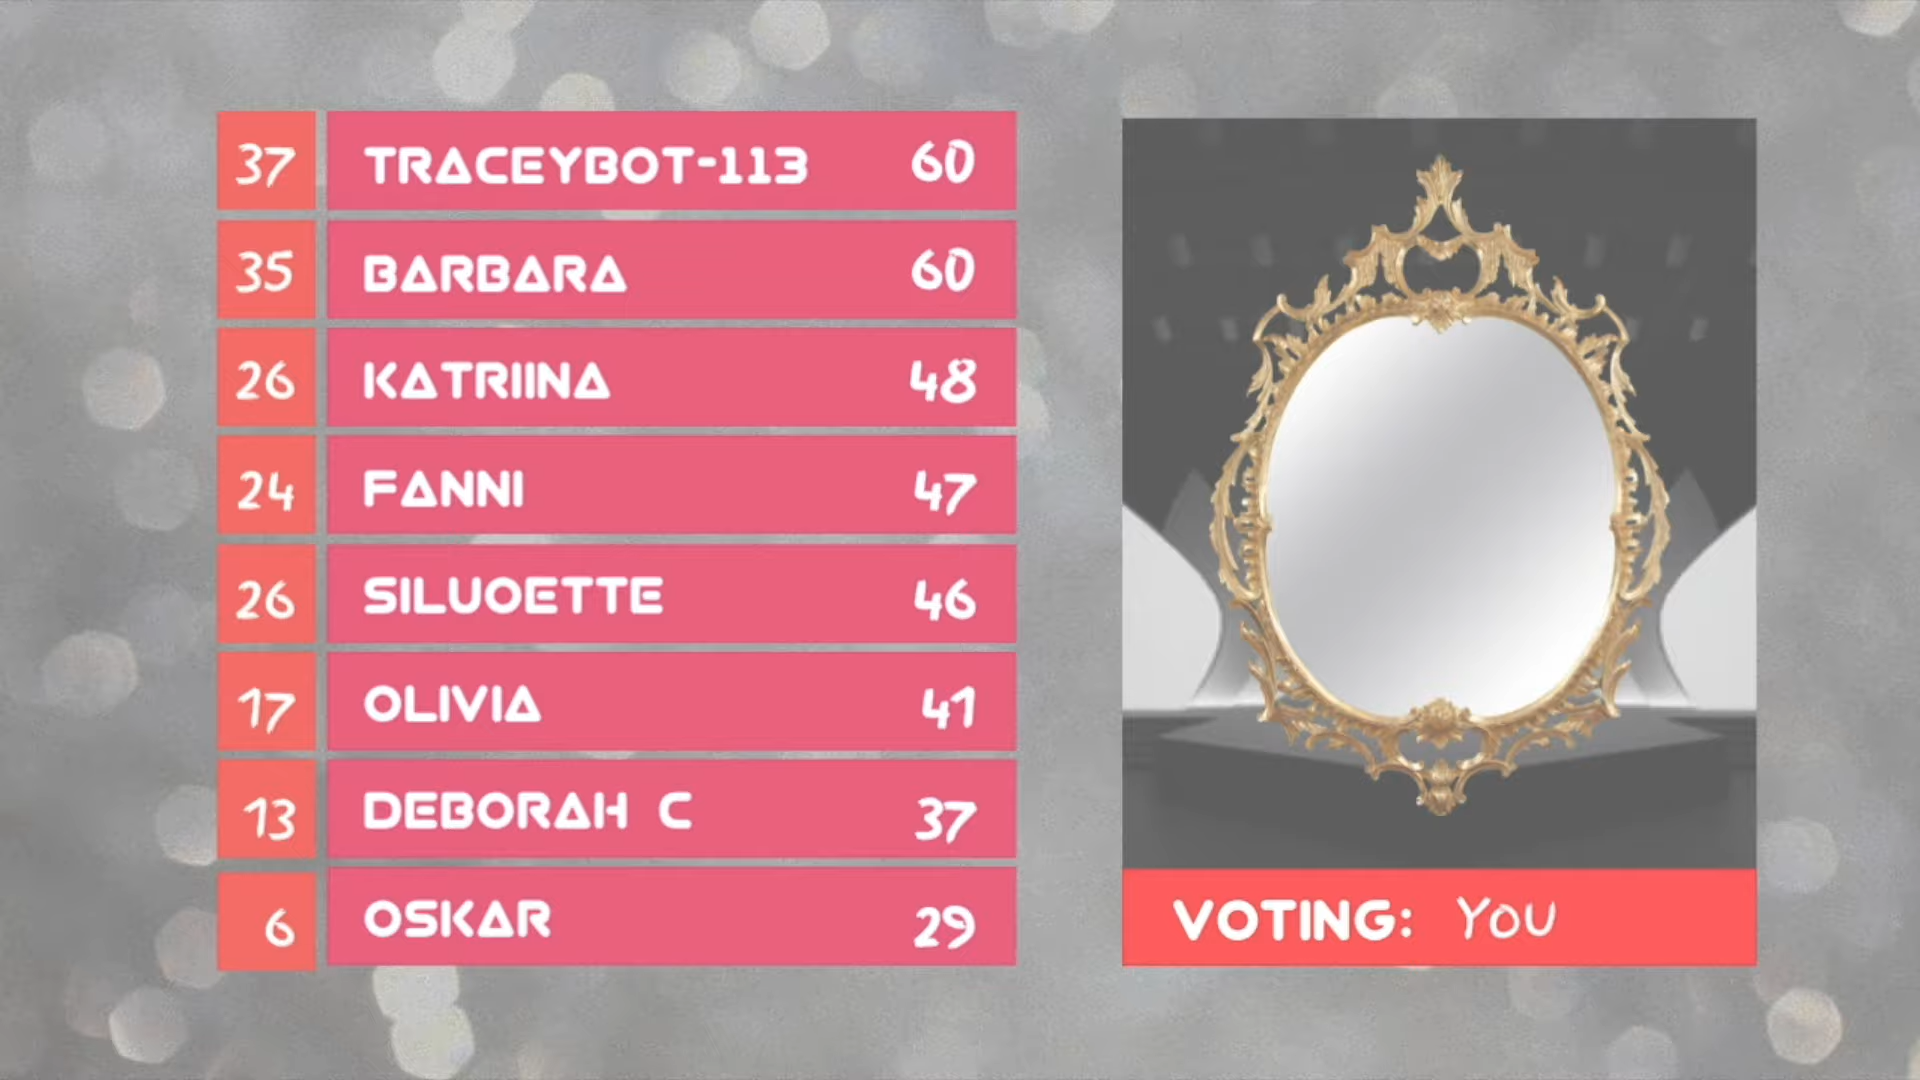 37 TRACEYBOT-113 60
35 BARBARA 60
26 KATRIINA 48
24 FANNI 47
26 SILUOETTE 46
17 OLIVIA 41
13 DEBORAH C 37
6 OSKAR 29
VOTING: YOU